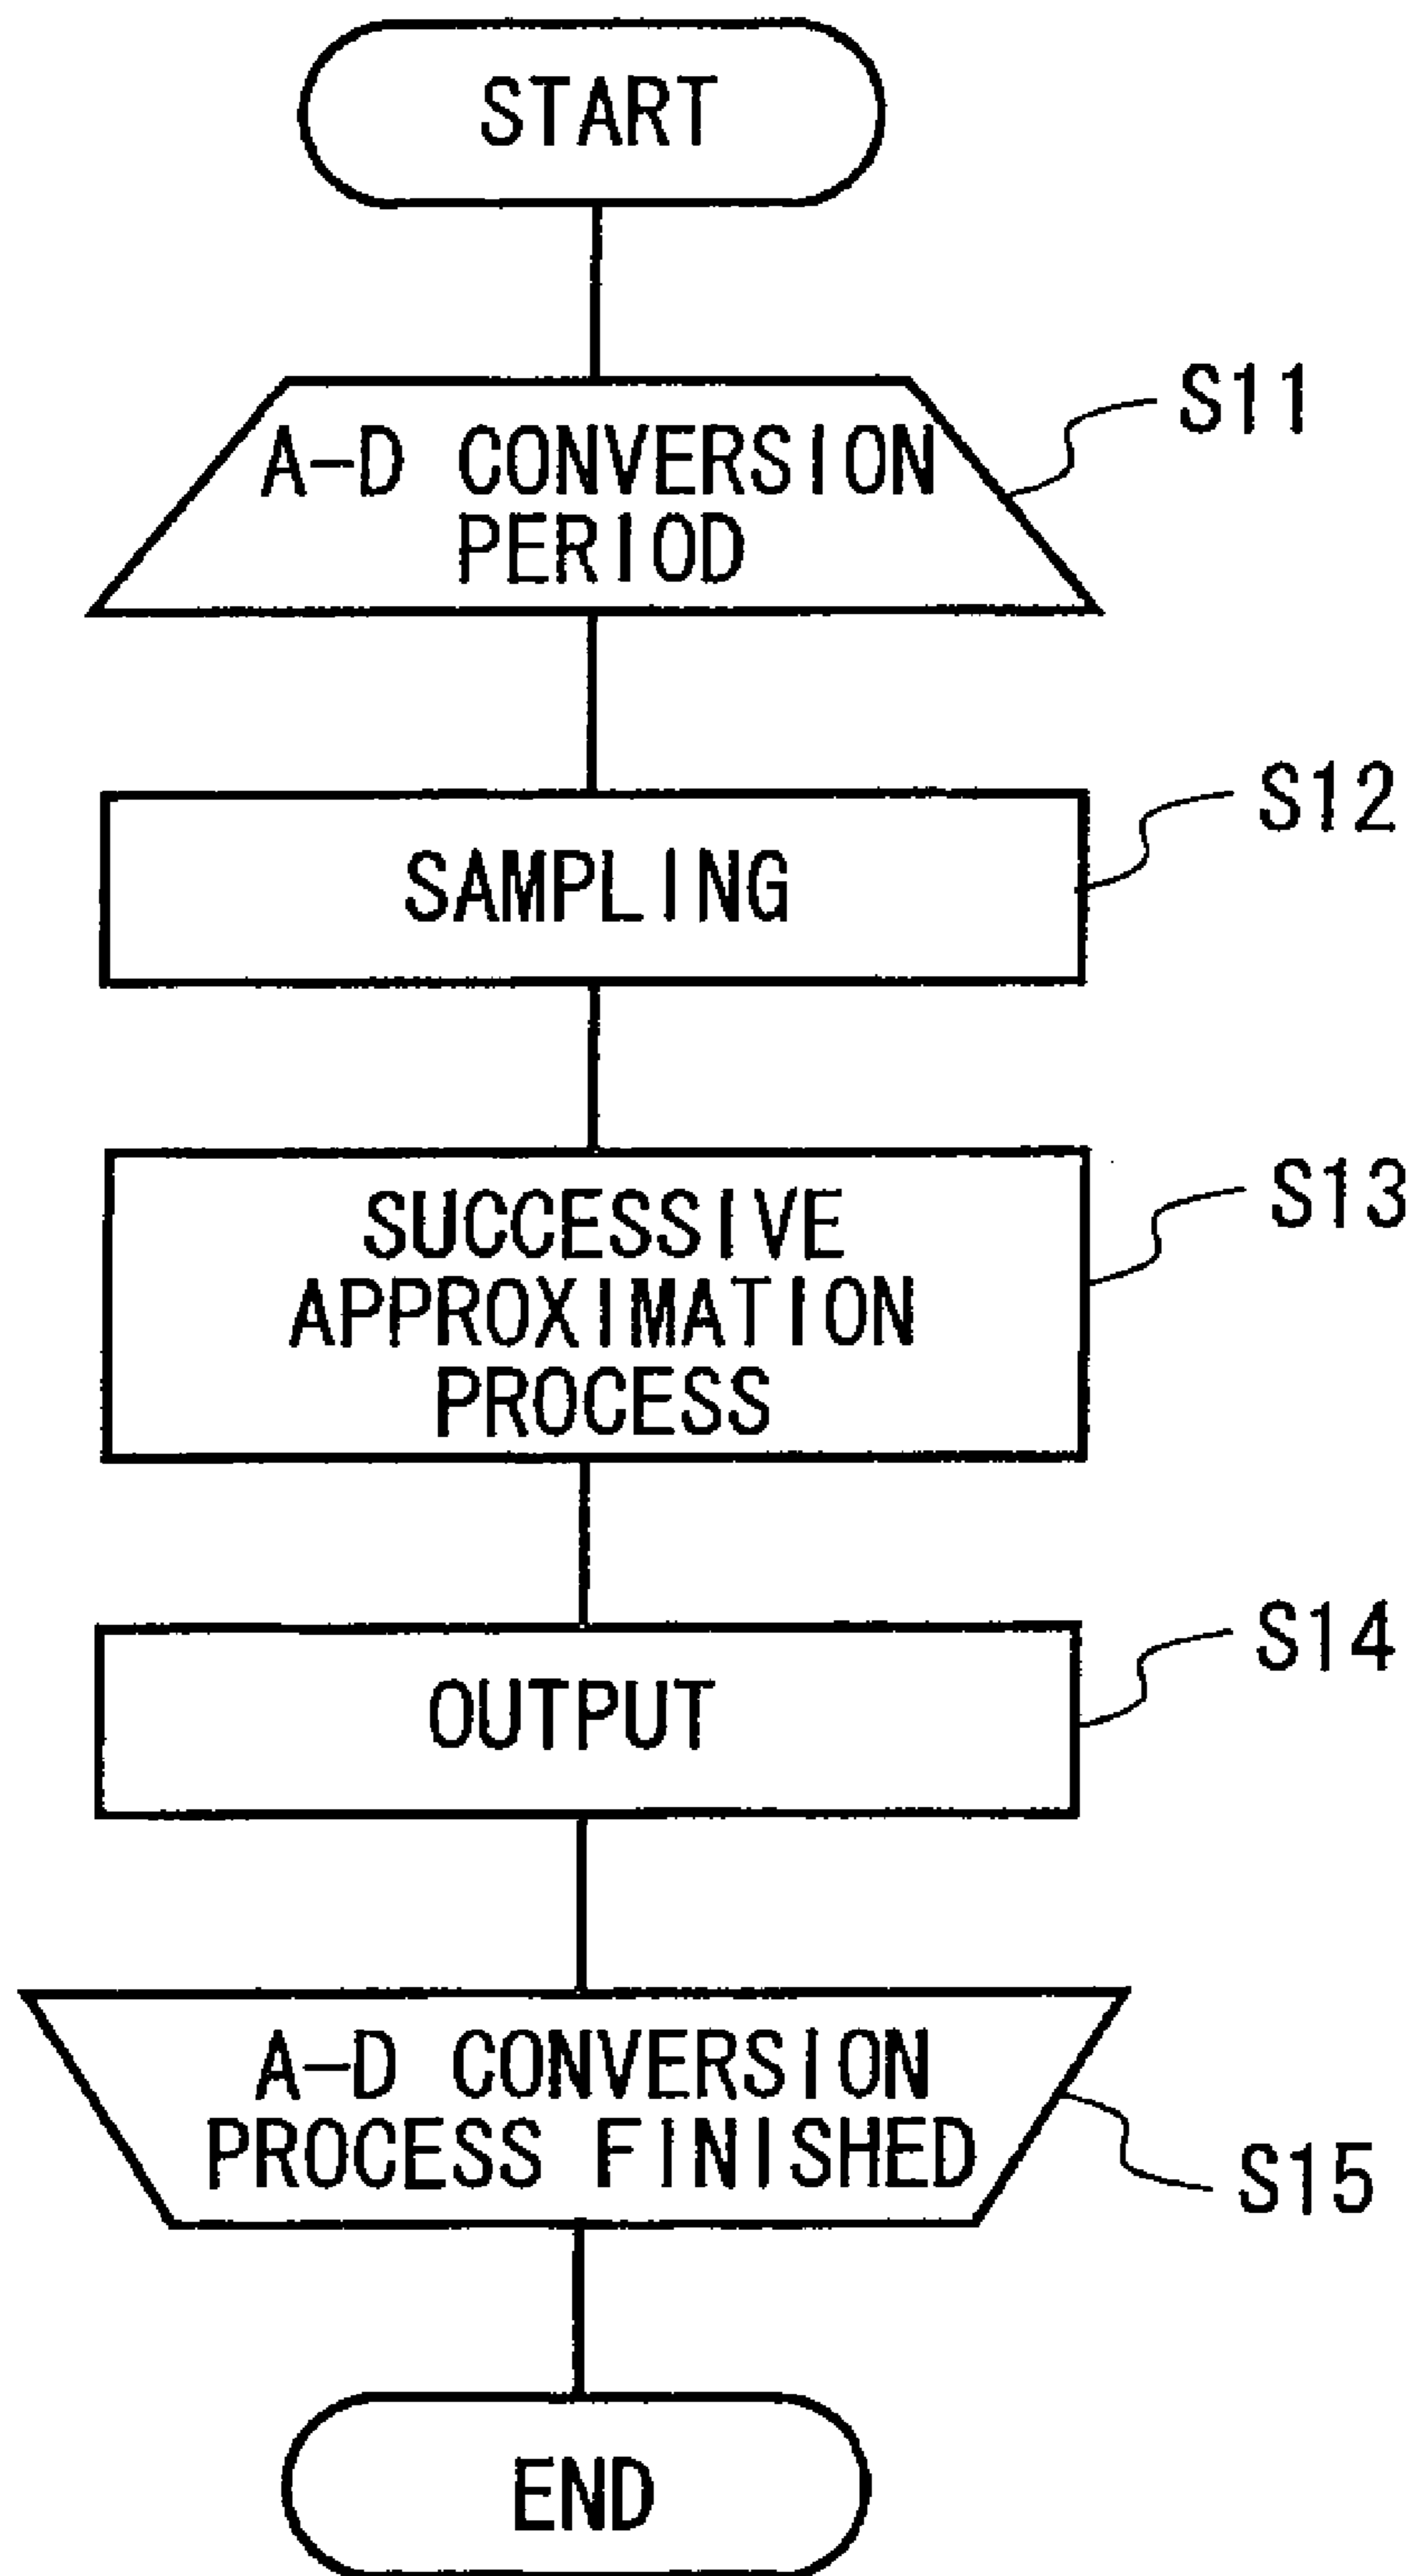 START
A-D CONVERSION
PERIOD
S11
SAMPLING
S12
SUCCESSIVE
APPROXIMATION
PROCESS
S13
OUTPUT
S14
A-D CONVERSION
PROCESS FINISHED
S15
END